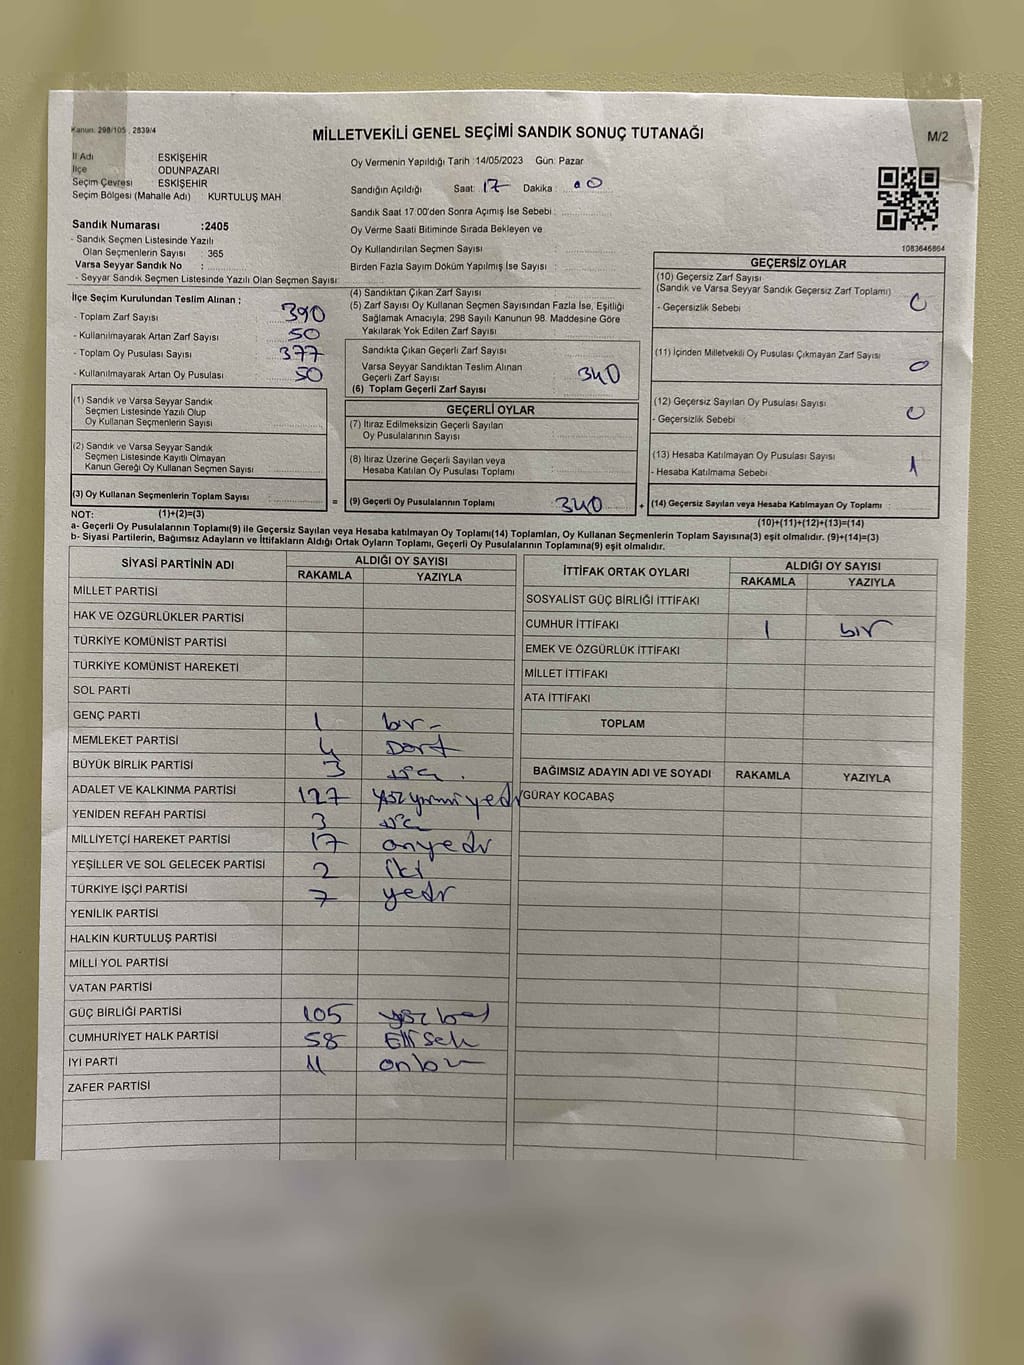 Kanun: 298/105 , 2839/4
MİLLETVEKİLİ GENEL SEÇİMİ SANDIK SONUÇ TUTANAĞI
M/2
İl Adı : ESKİŞEHİR
İlçe : ODUNPAZARI
Seçim Çevresi : ESKİŞEHİR
Seçim Bölgesi (Mahalle Adı) : KURTULUŞ MAH
Sandık Numarası :2405
- Sandık Seçmen Listesinde Yazılı
Olan Seçmenlerin Sayısı : 365
Varsa Seyyar Sandık No :
- Seyyar Sandık Seçmen Listesinde Yazılı Olan Seçmen Sayısı:
Oy Vermenin Yapıldığı Tarih :14/05/2023 Gün: Pazar
Sandığın Açıldığı Saat: 17 Dakika : 00
Sandık Saat 17:00'den Sonra Açımış İse Sebebi :
Oy Verme Saati Bitiminde Sırada Bekleyen ve
Oy Kullandırılan Seçmen Sayısı :
Birden Fazla Sayım Döküm Yapılmış İse Sayısı :
1083646864
İlçe Seçim Kurulundan Teslim Alınan ;
- Toplam Zarf Sayısı : 390
- Kullanılmayarak Artan Zarf Sayısı : 50
- Toplam Oy Pusulası Sayısı : 377
- Kullanılmayarak Artan Oy Pusulası : 50
(1) Sandık ve Varsa Seyyar Sandık
Seçmen Listesinde Yazılı Olup
Oy Kullanan Seçmenlerin Sayısı :
(2) Sandık ve Varsa Seyyar Sandık
Seçmen Listesinde Kayıtlı Olmayan
Kanun Gereği Oy Kullanan Seçmen Sayısı :
(3) Oy Kullanan Seçmenlerin Toplam Sayısı :
(4) Sandıktan Çıkan Zarf Sayısı :
(5) Zarf Sayısı Oy Kullanan Seçmen Sayısından Fazla İse, Eşitliği
Sağlamak Amacıyla; 298 Sayılı Kanunun 98. Maddesine Göre
Yakılarak Yok Edilen Zarf Sayısı :
Sandıkta Çıkan Geçerli Zarf Sayısı :
Varsa Seyyar Sandıktan Teslim Alınan
Geçerli Zarf Sayısı : 340
(6) Toplam Geçerli Zarf Sayısı :
GEÇERLİ OYLAR
(7) İtiraz Edilmeksizin Geçerli Sayılan
Oy Pusulalarının Sayısı :
(8) İtiraz Üzerine Geçerli Sayılan veya
Hesaba Katılan Oy Pusulası Toplamı :
= (9) Geçerli Oy Pusulalarının Toplamı : 340
GEÇERSİZ OYLAR
(10) Geçersiz Zarf Sayısı
(Sandık ve Varsa Seyyar Sandık Geçersiz Zarf Toplamı) : 0
- Geçersizlik Sebebi :
(11) İçinden Milletvekili Oy Pusulası Çıkmayan Zarf Sayısı : 0
(12) Geçersiz Sayılan Oy Pusulası Sayısı : 0
- Geçersizlik Sebebi :
(13) Hesaba Katılmayan Oy Pusulası Sayısı : 1
- Hesaba Katılmama Sebebi :
+ (14) Geçersiz Sayılan veya Hesaba Katılmayan Oy Toplamı :
NOT: (1)+(2)=(3)
(10)+(11)+(12)+(13)=(14)
a- Geçerli Oy Pusulalarının Toplamı(9) ile Geçersiz Sayılan veya Hesaba katılmayan Oy Toplamı(14) Toplamları, Oy Kullanan Seçmenlerin Toplam Sayısına(3) eşit olmalıdır. (9)+(14)=(3)
b- Siyasi Partilerin, Bağımsız Adayların ve İttifakların Aldığı Ortak Oyların Toplamı, Geçerli Oy Pusulalarının Toplamına(9) eşit olmalıdır.
SİYASİ PARTİNİN ADI ALDIĞI OY SAYISI
RAKAMLA YAZIYLA
MİLLET PARTİSİ
HAK VE ÖZGÜRLÜKLER PARTİSİ
TÜRKİYE KOMÜNİST PARTİSİ
TÜRKİYE KOMÜNİST HAREKETİ
SOL PARTİ
GENÇ PARTİ 1 bir
MEMLEKET PARTİSİ 4 Dört
BÜYÜK BİRLİK PARTİSİ 3 üç
ADALET VE KALKINMA PARTİSİ 127 yüzyirmiyedi
YENİDEN REFAH PARTİSİ 3 üç
MİLLİYETÇİ HAREKET PARTİSİ 17 onyedi
YEŞİLLER VE SOL GELECEK PARTİSİ 2 iki
TÜRKİYE İŞÇİ PARTİSİ 7 yedi
YENİLİK PARTİSİ
HALKIN KURTULUŞ PARTİSİ
MİLLİ YOL PARTİSİ
VATAN PARTİSİ
GÜÇ BİRLİĞİ PARTİSİ 105 yüzbeş
CUMHURİYET HALK PARTİSİ 58 Ellisek
İYİ PARTİ 11 onbir
ZAFER PARTİSİ
İTTİFAK ORTAK OYLARI ALDIĞI OY SAYISI
RAKAMLA YAZIYLA
SOSYALİST GÜÇ BİRLİĞİ İTTİFAKI
CUMHUR İTTİFAKI 1 bir
EMEK VE ÖZGÜRLÜK İTTİFAKI
MİLLET İTTİFAKI
ATA İTTİFAKI
TOPLAM
BAĞIMSIZ ADAYIN ADI VE SOYADI RAKAMLA YAZIYLA
GÜRAY KOCABAŞ